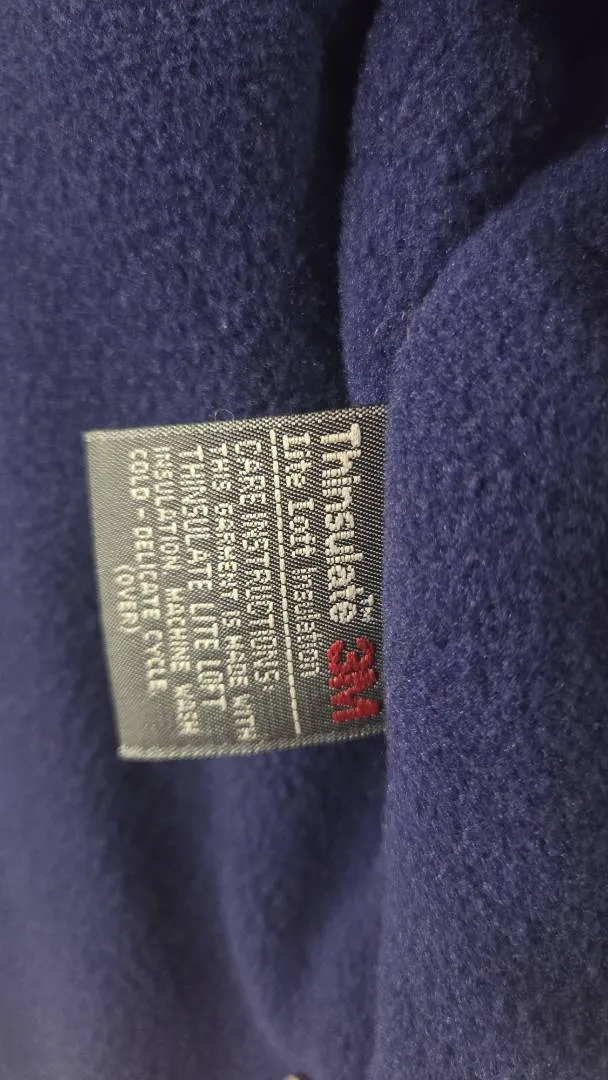 Thinsulate™ 3M
Lite Loft Insulation
CARE INSTRUCTIONS:
THIS GARMENT IS MADE WITH
THINSULATE LITE LOFT
INSULATION MACHINE WASH
COLD - DELICATE CYCLE
(OVER)